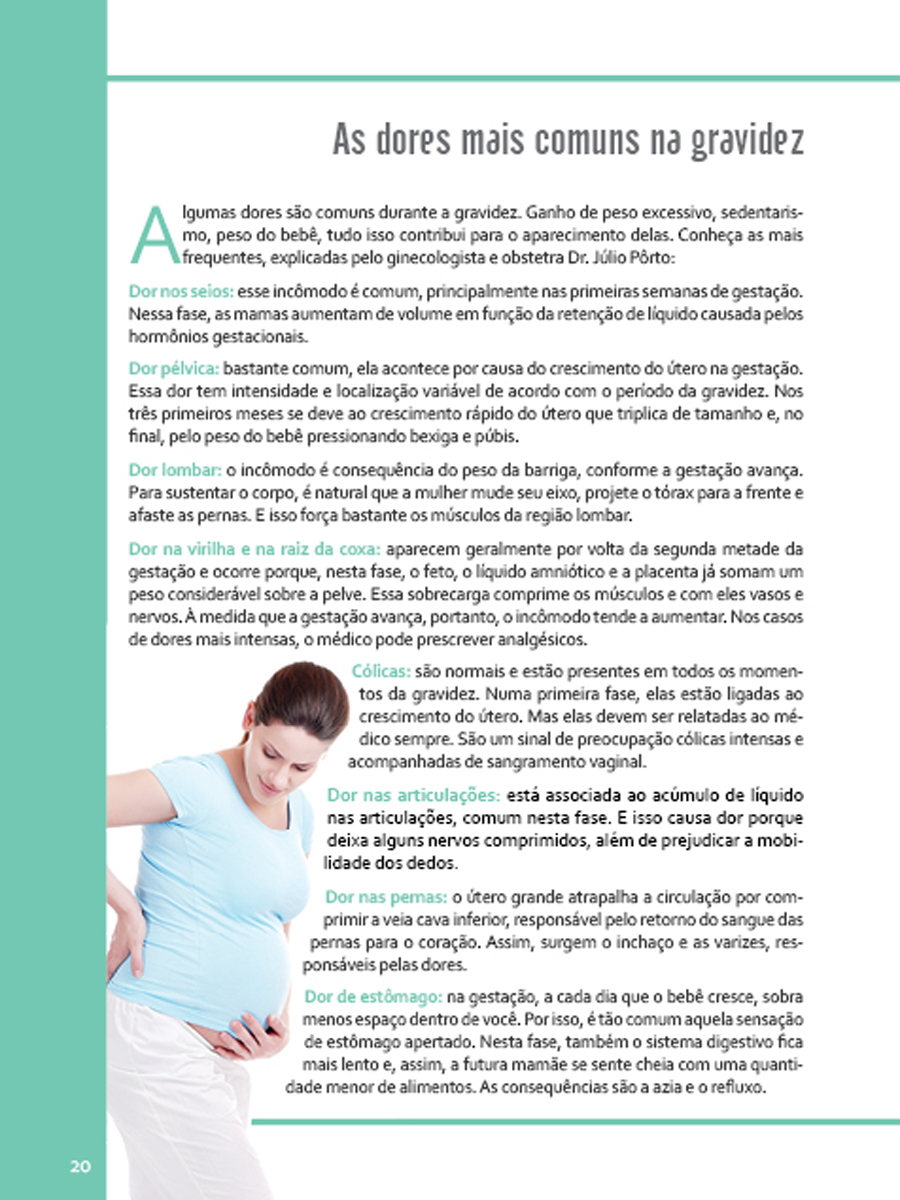 As dores mais comuns na gravidez
Algumas dores são comuns durante a gravidez. Ganho de peso excessivo, sedentaris-
mo, peso do bebê, tudo isso contribui para o aparecimento delas. Conheça as mais
frequentes, explicadas pelo ginecologista e obstetra Dr. Júlio Pôrto:
Dor nos seios: esse incômodo é comum, principalmente nas primeiras semanas de gestação.
Nessa fase, as mamas aumentam de volume em função da retenção de líquido causada pelos
hormônios gestacionais.
Dor pélvica: bastante comum, ela acontece por causa do crescimento do útero na gestação.
Essa dor tem intensidade e localização variável de acordo com o período da gravidez. Nos
três primeiros meses se deve ao crescimento rápido do útero que triplica de tamanho e, no
final, pelo peso do bebê pressionando bexiga e púbis.
Dor lombar: o incômodo é consequência do peso da barriga, conforme a gestação avança.
Para sustentar o corpo, é natural que a mulher mude seu eixo, projete o tórax para a frente e
afaste as pernas. E isso força bastante os músculos da região lombar.
Dor na virilha e na raiz da coxa: aparecem geralmente por volta da segunda metade da
gestação e ocorre porque, nesta fase, o feto, o líquido amniótico e a placenta já somam um
peso considerável sobre a pelve. Essa sobrecarga comprime os músculos e com eles vasos e
nervos. À medida que a gestação avança, portanto, o incômodo tende a aumentar. Nos casos
de dores mais intensas, o médico pode prescrever analgésicos.
Cólicas: são normais e estão presentes em todos os momen-
tos da gravidez. Numa primeira fase, elas estão ligadas ao
crescimento do útero. Mas elas devem ser relatadas ao mé-
dico sempre. São um sinal de preocupação cólicas intensas e
acompanhadas de sangramento vaginal.
Dor nas articulações: está associada ao acúmulo de líquido
nas articulações, comum nesta fase. E isso causa dor porque
deixa alguns nervos comprimidos, além de prejudicar a mobi-
lidade dos dedos.
Dor nas pernas: o útero grande atrapalha a circulação por com-
primir a veia cava inferior, responsável pelo retorno do sangue das
pernas para o coração. Assim, surgem o inchaço e as varizes, res-
ponsáveis pelas dores.
Dor de estômago: na gestação, a cada dia que o bebê cresce, sobra
menos espaço dentro de você. Por isso, é tão comum aquela sensação
de estômago apertado. Nesta fase, também o sistema digestivo fica
mais lento e, assim, a futura mamãe se sente cheia com uma quanti-
dade menor de alimentos. As consequências são a azia e o refluxo.
20